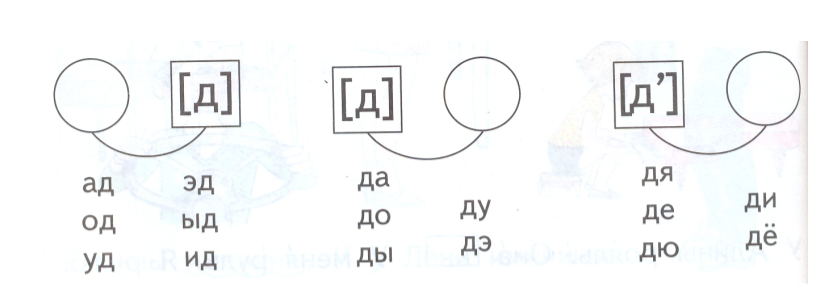 [д] [д] [д’]
ад эд
од ыд
уд ид
да
до
ды
ду
дэ
дя
де
дю
ди
дё